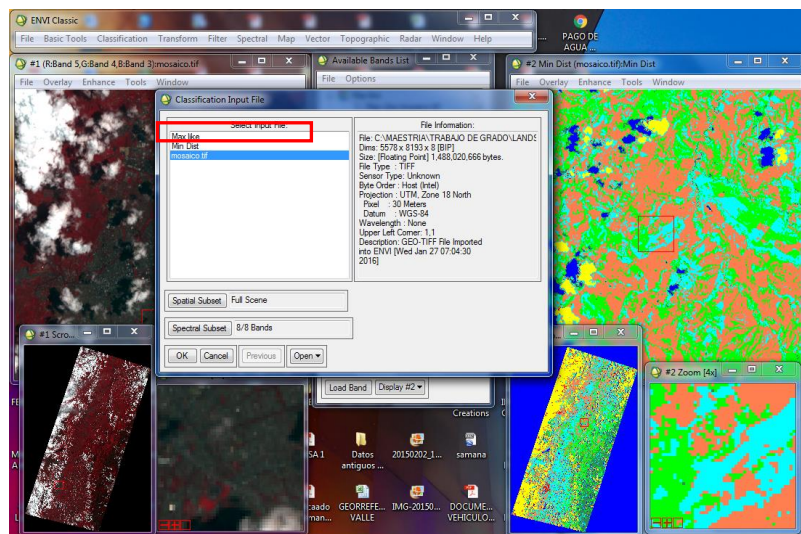 ENVI Classic
File Basic Tools Classification Transform Filter Spectral Map Vector Topographic Radar Window Help
PAGO DE
AGUA ...
#1 (R:Band 5,G:Band 4,B:Band 3):mosaico.tif
File Overlay Enhance Tools Window
Available Bands List
File Options
#2 Min Dist (mosaico.tif):Min Dist
File Overlay Enhance Tools Window
Classification Input File
Select Input File:
Max like
Min Dist
mosaico.tif
File Information:
File: C:\MAESTRIA\TRABAJO DE GRADO\LANDS
Dims: 5578 x 8193 x 8 [BIP]
Size: [Floating Point] 1,488,020,666 bytes.
File Type : TIFF
Sensor Type: Unknown
Byte Order : Host (Intel)
Projection : UTM, Zone 18 North
Pixel : 30 Meters
Datum : WGS-84
Wavelength : None
Upper Left Corner: 1,1
Description: GEO-TIFF File Imported
into ENVI [Wed Jan 27 07:04:30
2016]
Spatial Subset Full Scene
Spectral Subset 8/8 Bands
OK Cancel Previous Open
#1 Scro...
#2 Zoom [4x]
Load Band Display #2
Creations
SA 1
Datos
antiguos ...
20150202_1...
samana
caado
man...
GEORREFE...
VALLE
IMG-20150...
DOCUME...
VEHICULO...